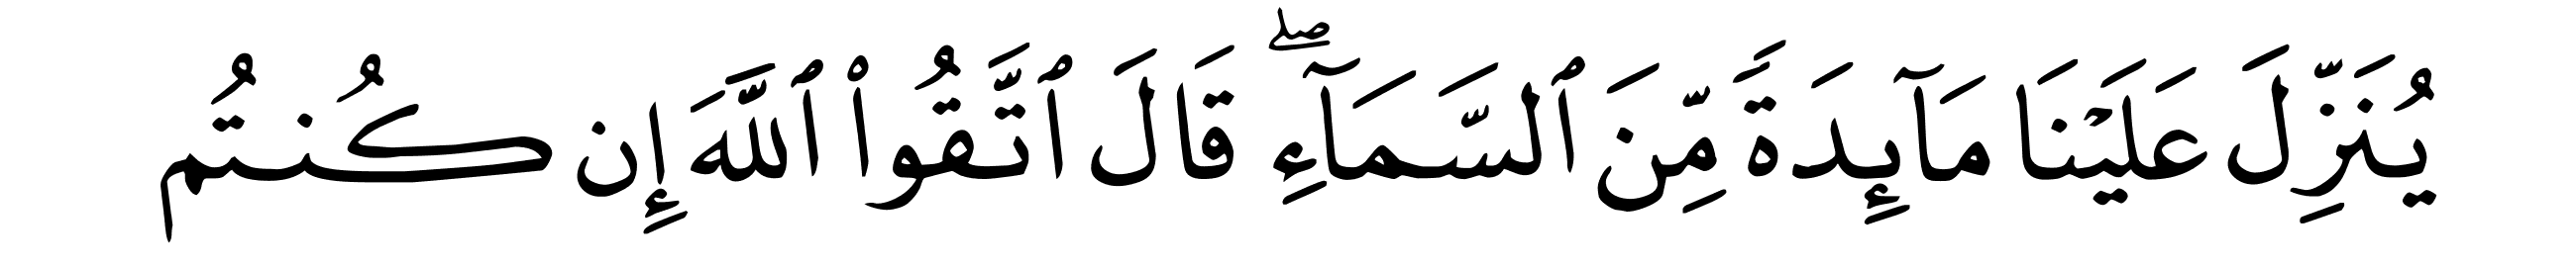 يُنَزِّلَ عَلَيْنَا مَآئِدَةً مِّنَ ٱلسَّمَآءِ ۖ قَالَ ٱتَّقُوا۟ ٱللَّهَ إِن كُنتُم